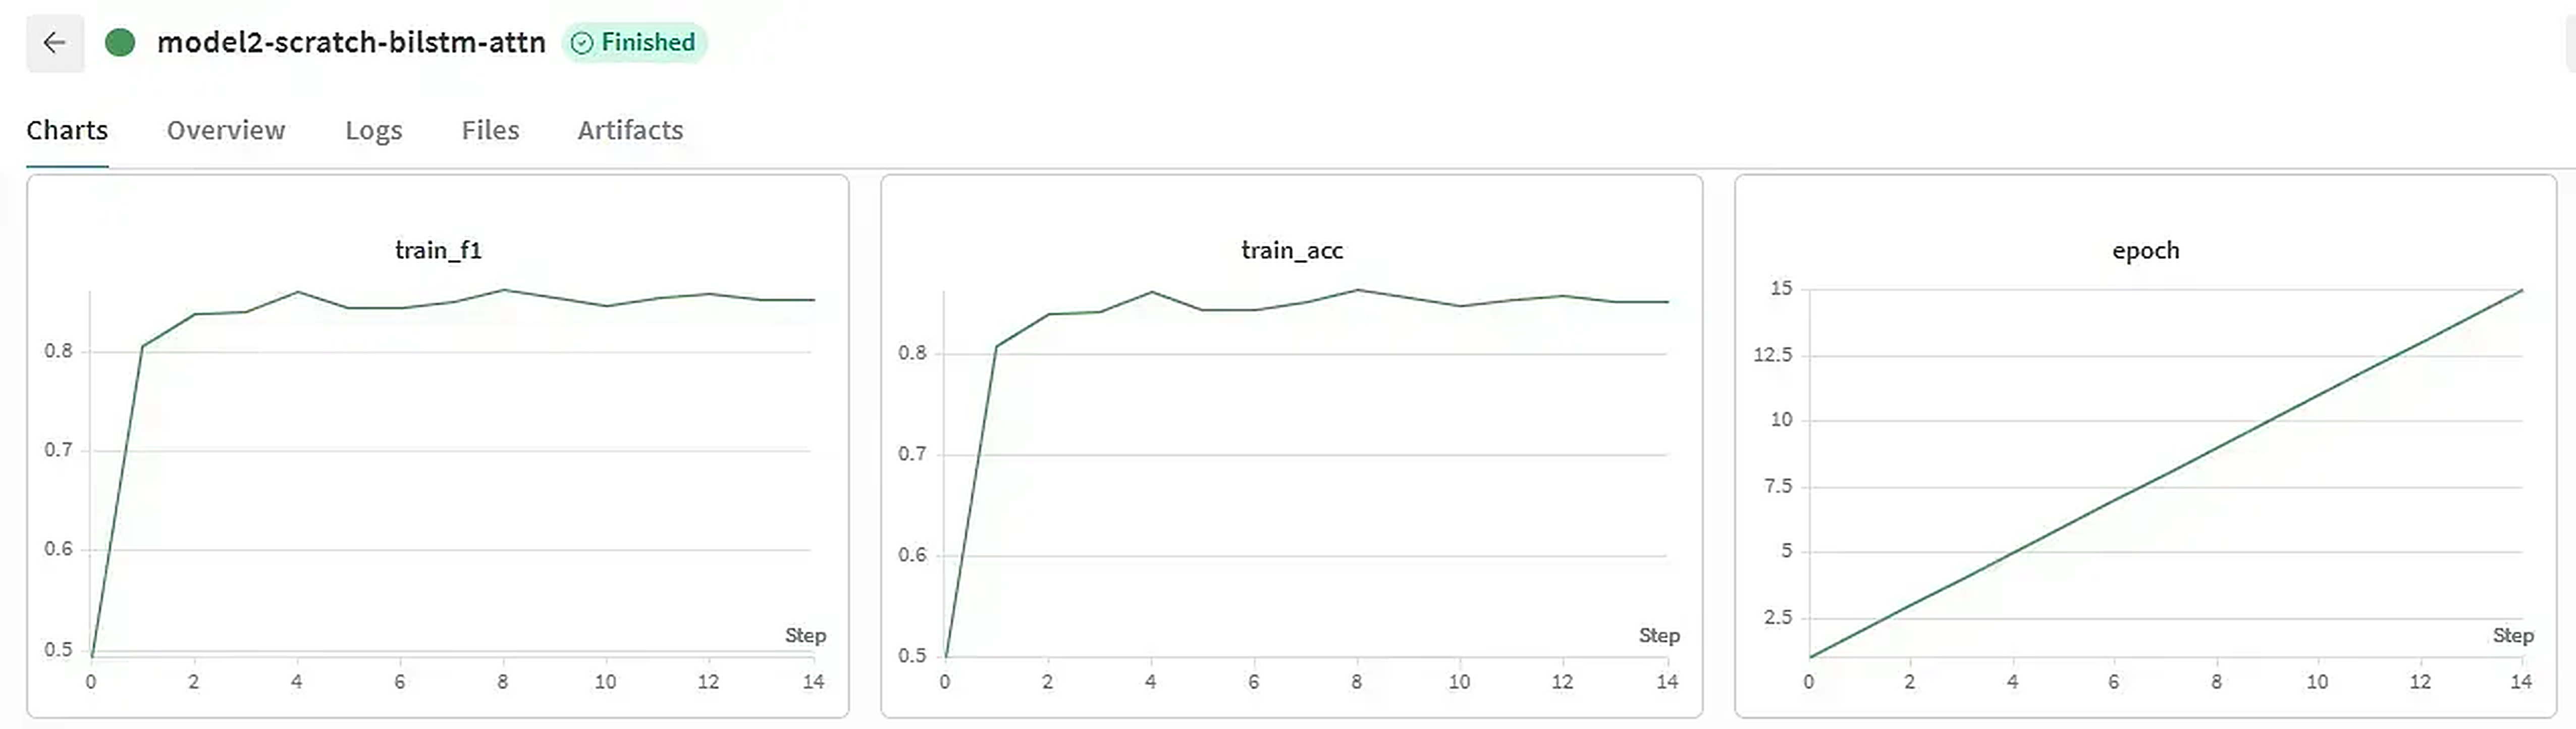 model2-scratch-bilstm-attn Finished
Charts Overview Logs Files Artifacts
train_f1
0.8
0.7
0.6
0.5
Step
0 2 4 6 8 10 12 14
train_acc
0.8
0.7
0.6
0.5
Step
0 2 4 6 8 10 12 14
epoch
15
12.5
10
7.5
5
2.5
Step
0 2 4 6 8 10 12 14